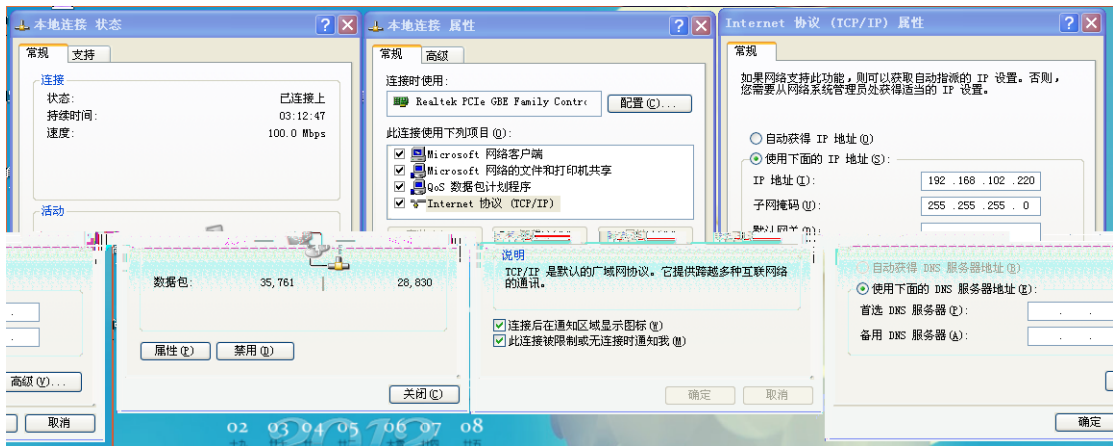 本地连接 状态
常规 支持
连接
状态: 已连接上
持续时间: 03:12:47
速度: 100.0 Mbps
活动
本地连接 属性
常规 高级
连接时使用:
Realtek PCIe GBE Family Contr
配置(C)...
此连接使用下列项目(O):
Microsoft 网络客户端
Microsoft 网络的文件和打印机共享
QoS 数据包计划程序
Internet 协议 (TCP/IP)
Internet 协议 (TCP/IP) 属性
常规
如果网络支持此功能，则可以获取自动指派的 IP 设置。否则，
您需要从网络系统管理员处获得适当的 IP 设置。
自动获得 IP 地址(O)
使用下面的 IP 地址(S):
IP 地址(I): 192 .168 .102 .220
子网掩码(U): 255 .255 .255 . 0
高级(V)...
取消
数据包: 35,761 | 28,830
属性(P) 禁用(D)
关闭(C)
说明
TCP/IP 是默认的广域网协议。它提供跨越多种互联网络
的通讯。
连接后在通知区域显示图标(W)
此连接被限制或无连接时通知我(M)
确定 取消
自动获得 DNS 服务器地址(B)
使用下面的 DNS 服务器地址(E):
首选 DNS 服务器(P):
备用 DNS 服务器(A):
确定
02 03 04 05 06 07 08